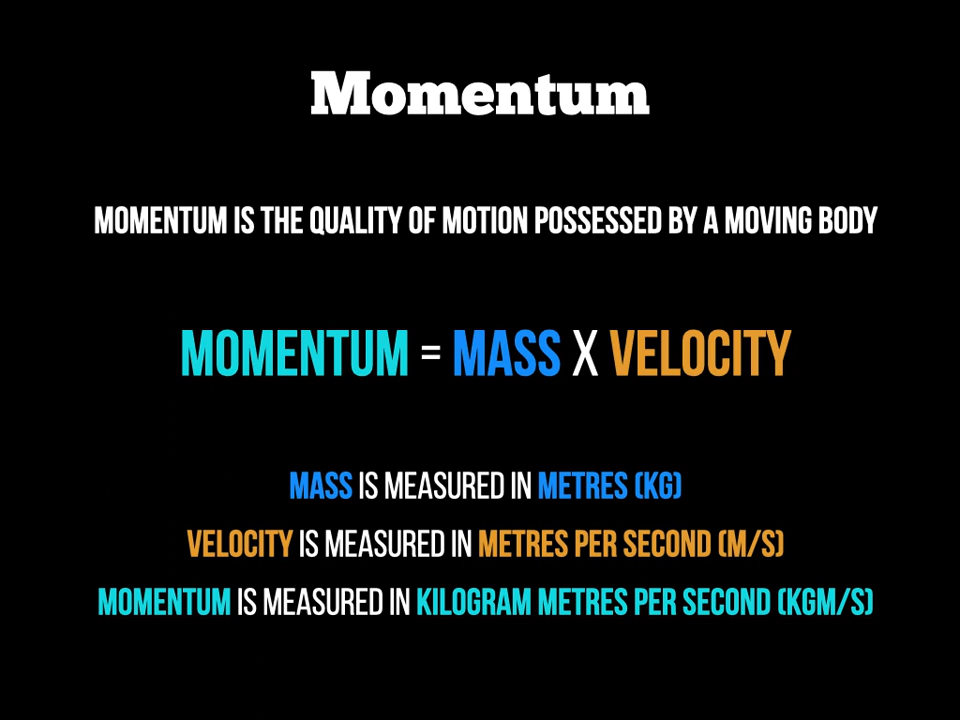 Momentum
MOMENTUM IS THE QUALITY OF MOTION POSSESSED BY A MOVING BODY
MOMENTUM = MASS X VELOCITY
MASS IS MEASURED IN METRES (KG)
VELOCITY IS MEASURED IN METRES PER SECOND (M/S)
MOMENTUM IS MEASURED IN KILOGRAM METRES PER SECOND (KGM/S)